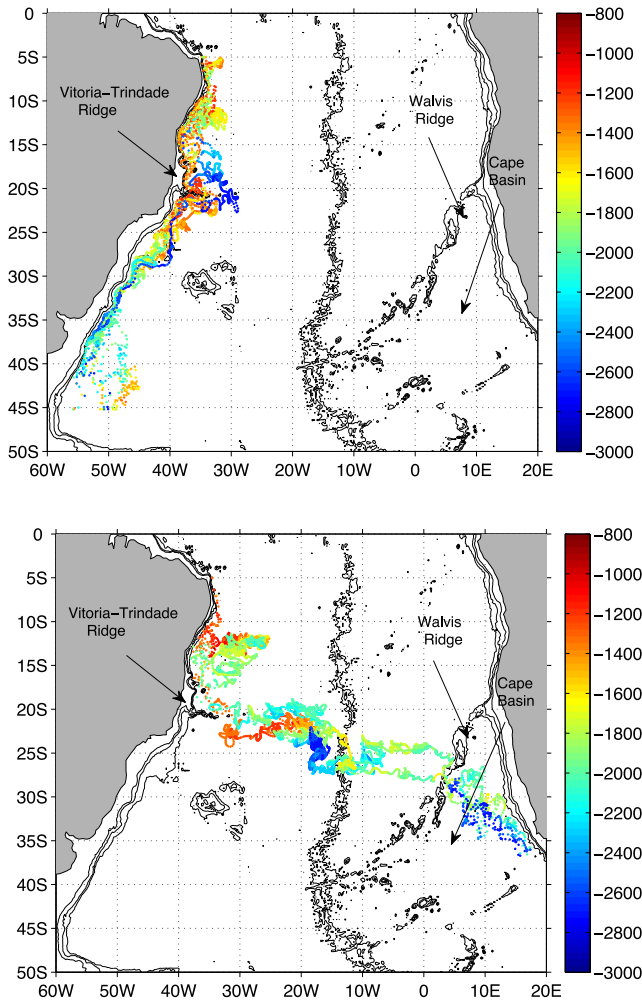 0
5S
10S
15S
20S
25S
30S
35S
40S
45S
50S
60W 50W 40W 30W 20W 10W 0 10E 20E
Vitoria-Trindade
Ridge
Walvis
Ridge
Cape
Basin
-800
-1000
-1200
-1400
-1600
-1800
-2000
-2200
-2400
-2600
-2800
-3000
0
5S
10S
15S
20S
25S
30S
35S
40S
45S
50S
60W 50W 40W 30W 20W 10W 0 10E 20E
Vitoria-Trindade
Ridge
Walvis
Ridge
Cape
Basin
-800
-1000
-1200
-1400
-1600
-1800
-2000
-2200
-2400
-2600
-2800
-3000